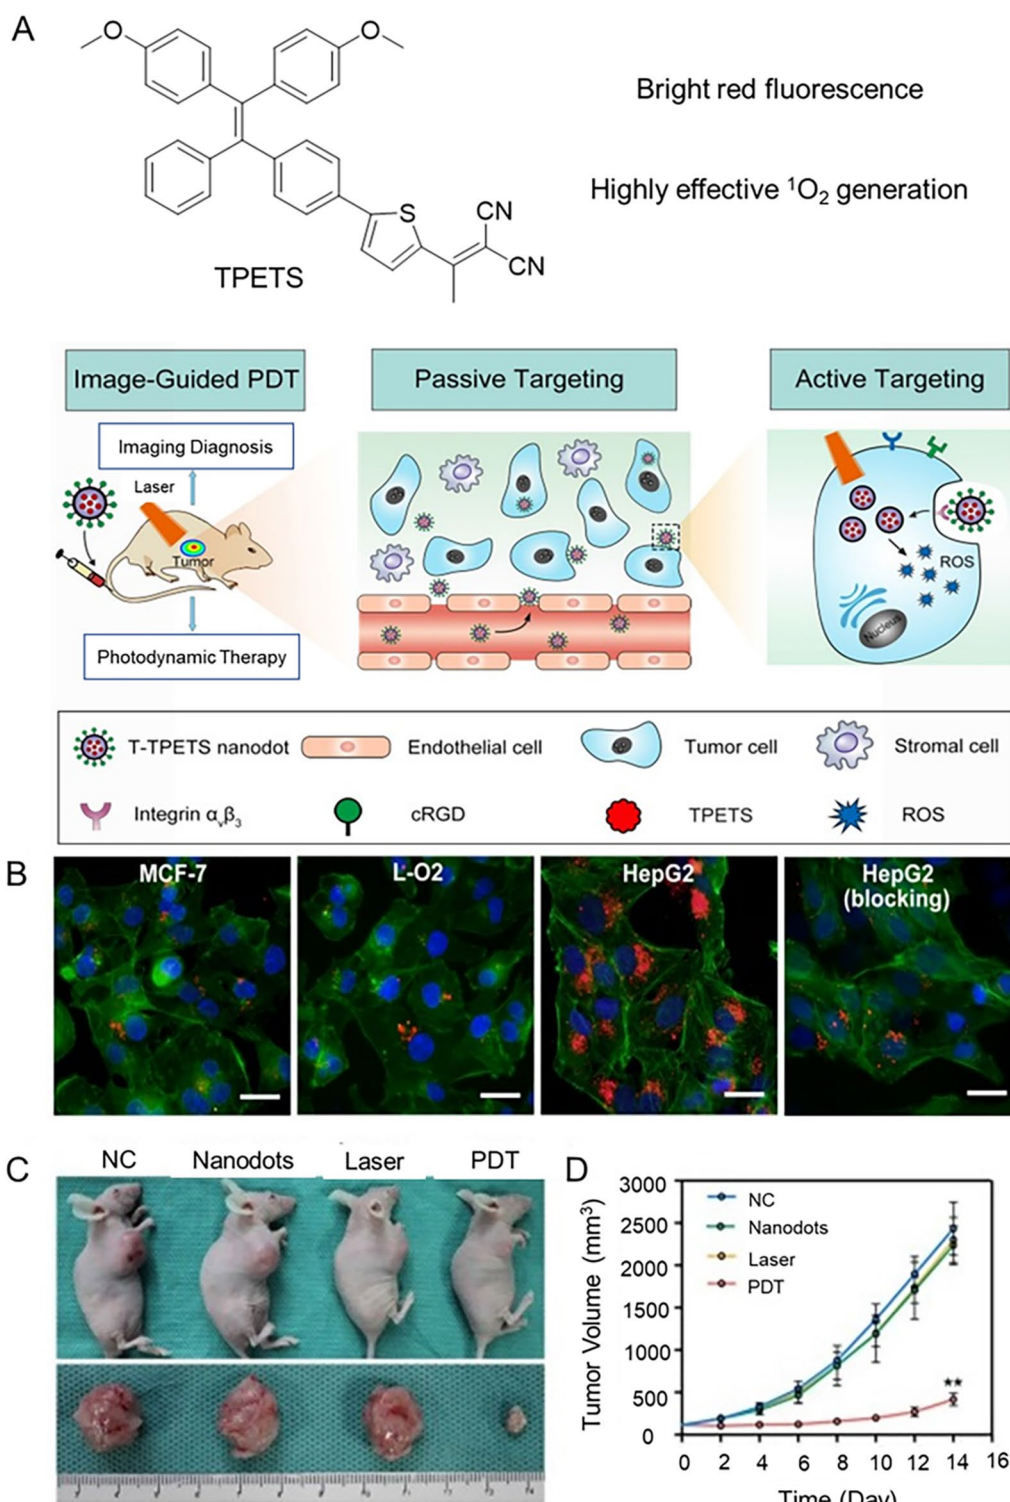 A
O
O
Bright red fluorescence
Highly effective ¹O₂ generation
S
CN
CN
TPETS
Image-Guided PDT
Passive Targeting
Active Targeting
Imaging Diagnosis
Laser
Tumor
Photodynamic Therapy
ROS
Nucleus
T-TPETS nanodot
Endothelial cell
Tumor cell
Stromal cell
Integrin αᵥβ₃
cRGD
TPETS
ROS
B
MCF-7
L-O2
HepG2
HepG2
(blocking)
C
NC
Nanodots
Laser
PDT
D
Tumor Volume (mm³)
3000
2500
2000
1500
1000
500
0
NC
Nanodots
Laser
PDT
**
0 2 4 6 8 10 12 14 16
Time (Day)